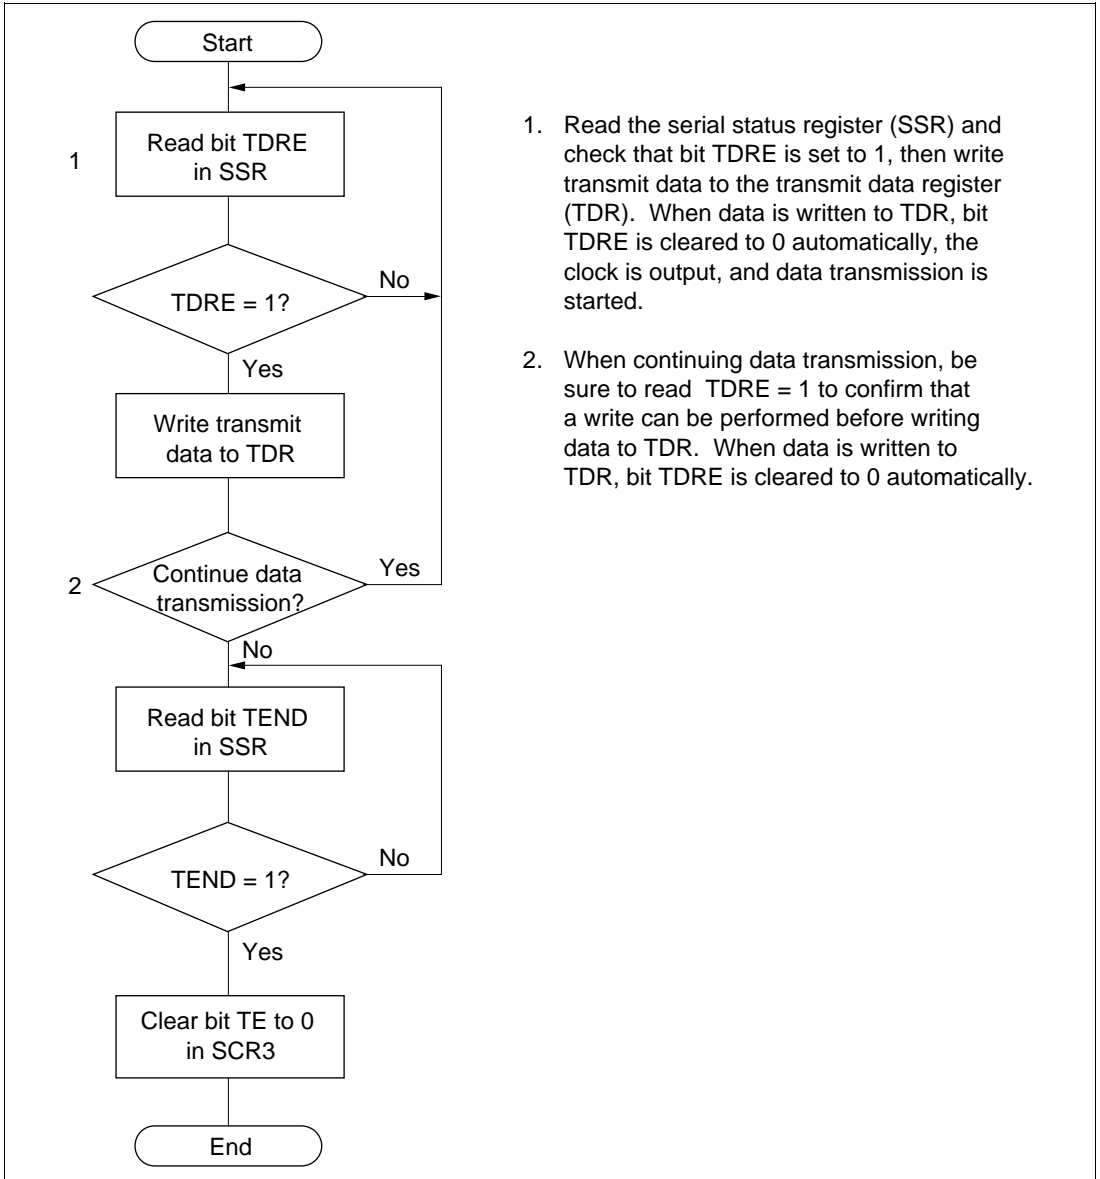 Start
1
Read bit TDRE
in SSR
TDRE = 1?
No
Yes
Write transmit
data to TDR
2
Continue data
transmission?
Yes
No
Read bit TEND
in SSR
TEND = 1?
No
Yes
Clear bit TE to 0
in SCR3
End
1. Read the serial status register (SSR) and
check that bit TDRE is set to 1, then write
transmit data to the transmit data register
(TDR).  When data is written to TDR, bit
TDRE is cleared to 0 automatically, the
clock is output, and data transmission is
started.
2. When continuing data transmission, be
sure to read  TDRE = 1 to confirm that
a write can be performed before writing
data to TDR.  When data is written to
TDR, bit TDRE is cleared to 0 automatically.